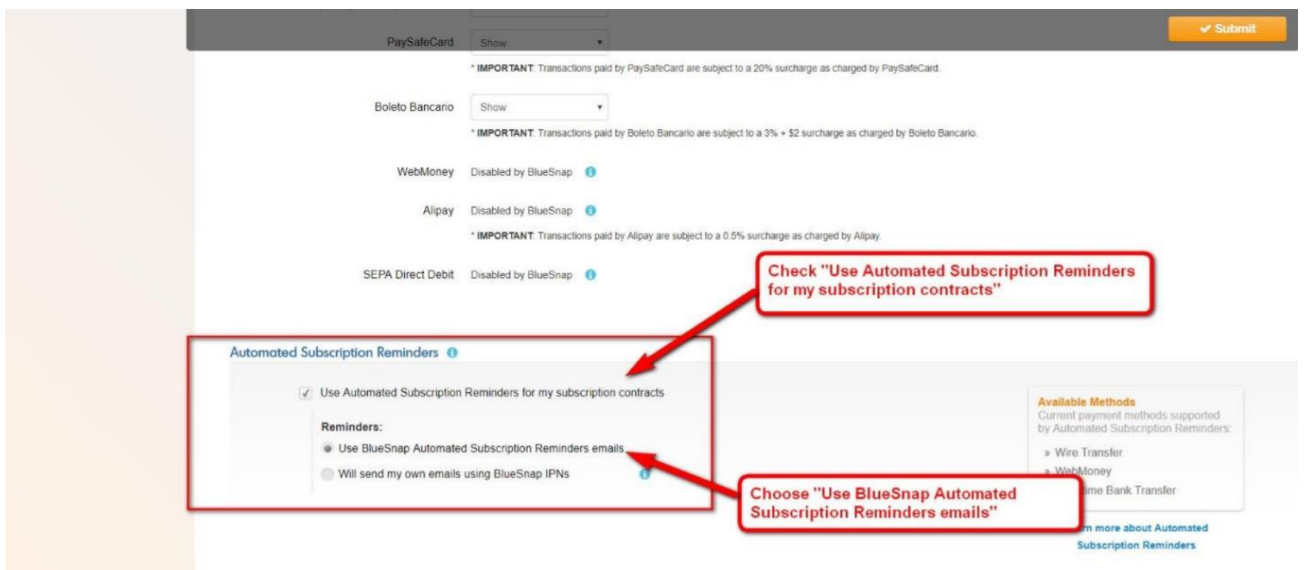 Submit
PaySafeCard Show
* IMPORTANT: Transactions paid by PaySafeCard are subject to a 20% surcharge as charged by PaySafeCard.
Boleto Bancario Show
* IMPORTANT: Transactions paid by Boleto Bancario are subject to a 3% + $2 surcharge as charged by Boleto Bancario.
WebMoney Disabled by BlueSnap
Alipay Disabled by BlueSnap
* IMPORTANT: Transactions paid by Alipay are subject to a 0.5% surcharge as charged by Alipay.
SEPA Direct Debit Disabled by BlueSnap
Check "Use Automated Subscription Reminders
for my subscription contracts"
Automated Subscription Reminders
Use Automated Subscription Reminders for my subscription contracts
Reminders:
Use BlueSnap Automated Subscription Reminders emails
Will send my own emails using BlueSnap IPNs
Choose "Use BlueSnap Automated
Subscription Reminders emails"
Available Methods
Current payment methods supported
by Automated Subscription Reminders:
» Wire Transfer
» WebMoney
Bank Transfer
more about Automated
Subscription Reminders